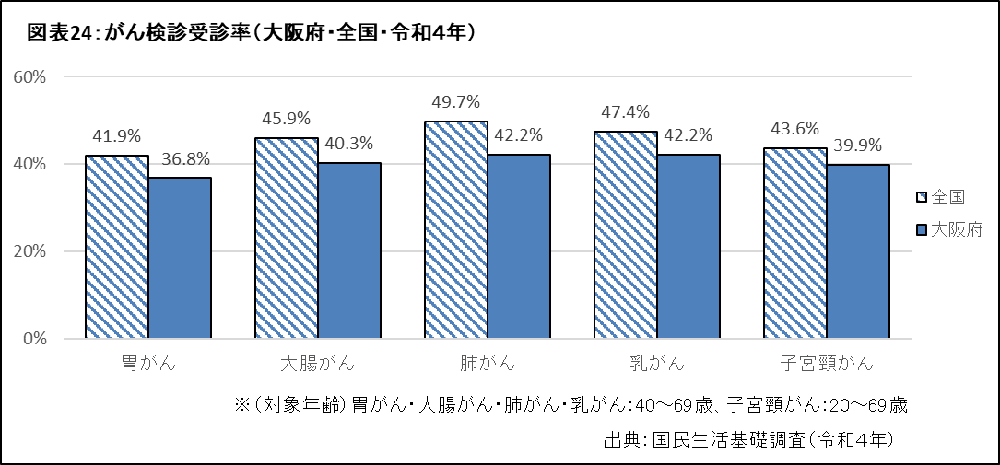 図表24：がん検診受診率（大阪府・全国・令和４年）
60%
40%
20%
0%
41.9%
36.8%
45.9%
40.3%
49.7%
42.2%
47.4%
42.2%
43.6%
39.9%
胃がん
大腸がん
肺がん
乳がん
子宮頸がん
全国
大阪府
※（対象年齢）胃がん・大腸がん・肺がん・乳がん：40～69歳、子宮頸がん：20～69歳
出典：国民生活基礎調査（令和４年）